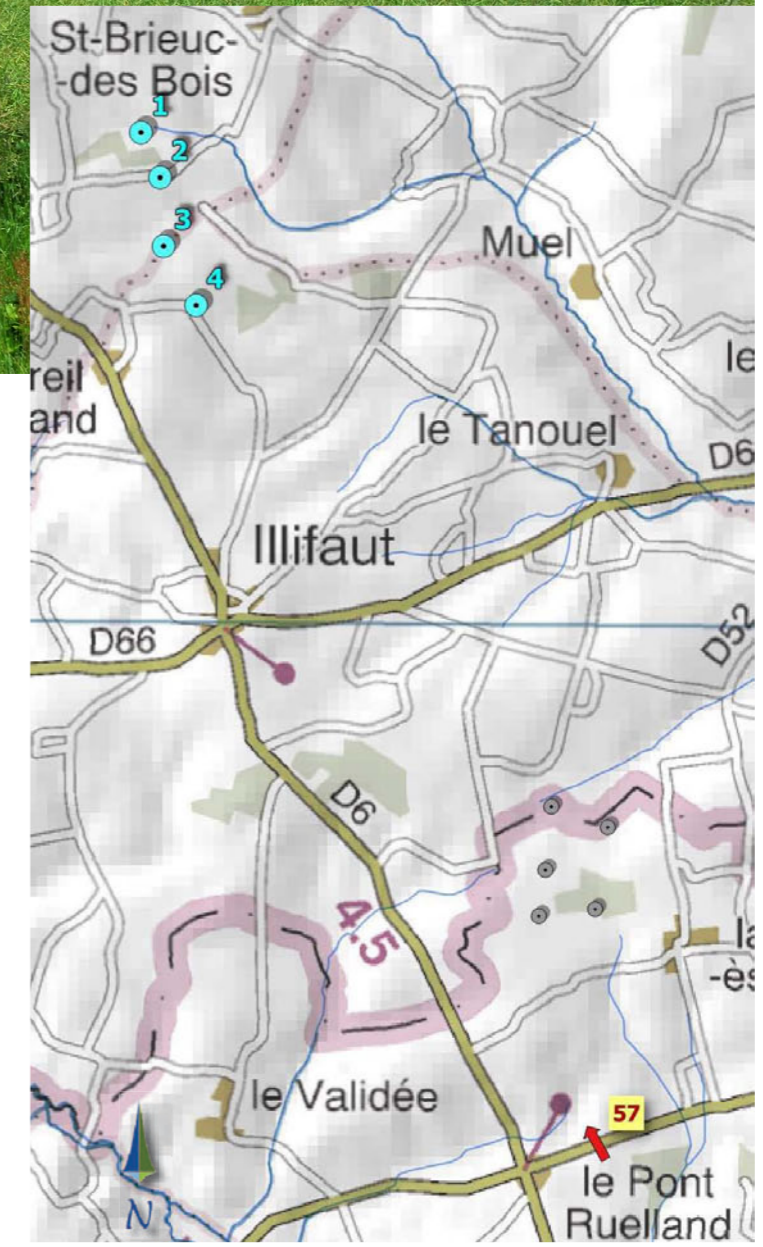 St-Brieuc-
-des Bois
1
2
3
4
Muel
reil
and
le
le Tanouel
D6
Illifaut
D66
D52
D6
4.5
la
-ès
le Validée
57
N
le Pont
Ruelland